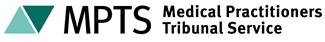 MPTS Medical Practitioners
Tribunal Service